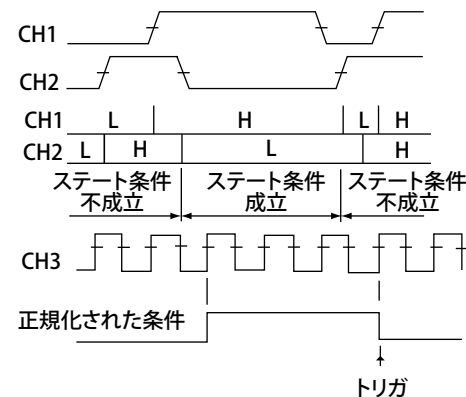 CH1
CH2
CH1 L H L H
CH2 L H L H
ステート条件 ステート条件 ステート条件
不成立 成立 不成立
CH3
正規化された条件
トリガ